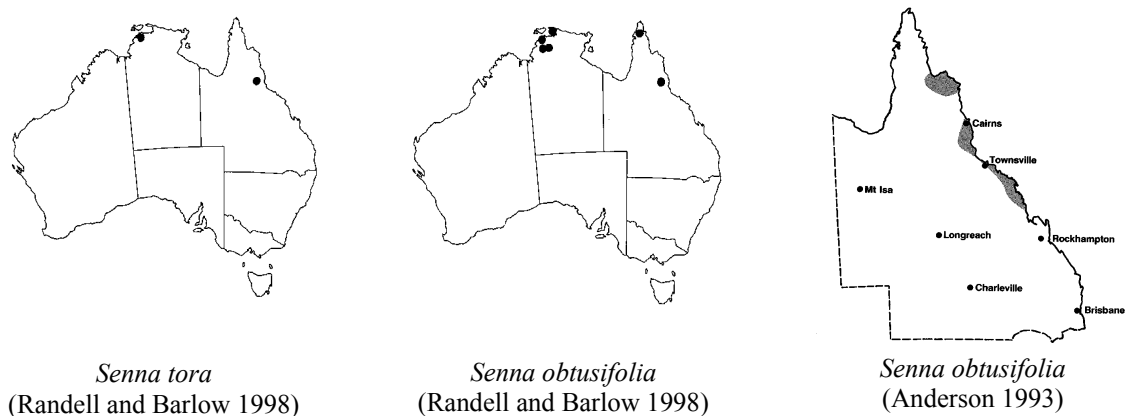 Cairns
Townsville
Mt Isa
Longreach
Rockhampton
Charleville
Brisbane
Senna tora
(Randell and Barlow 1998)
Senna obtusifolia
(Randell and Barlow 1998)
Senna obtusifolia
(Anderson 1993)